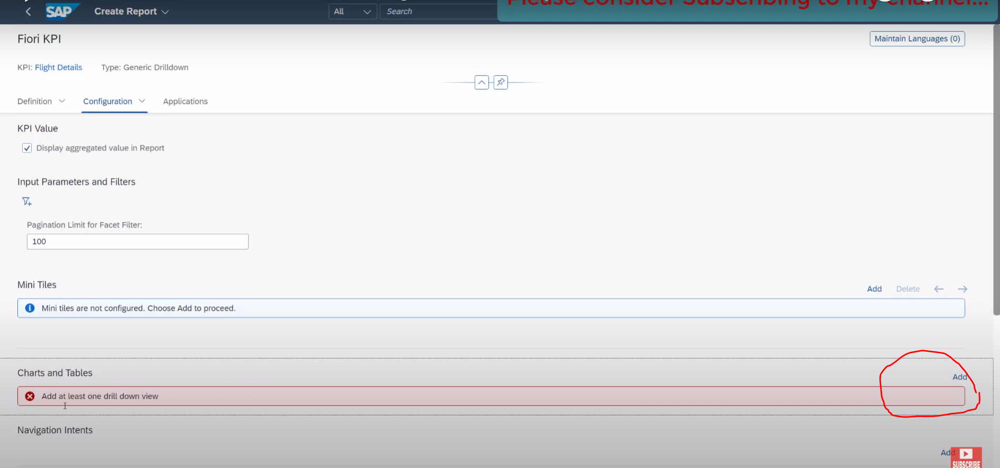 Please consider Subscribing to my channel...
SAP Create Report All Search
Fiori KPI
Maintain Languages (0)
KPI: Flight Details Type: Generic Drilldown
Definition Configuration Applications
KPI Value
Display aggregated value in Report
Input Parameters and Filters
Pagination Limit for Facet Filter:
100
Mini Tiles
Add Delete
Mini tiles are not configured. Choose Add to proceed.
Charts and Tables
Add
Add at least one drill down view
Navigation Intents
Add
SUBSCRIBE